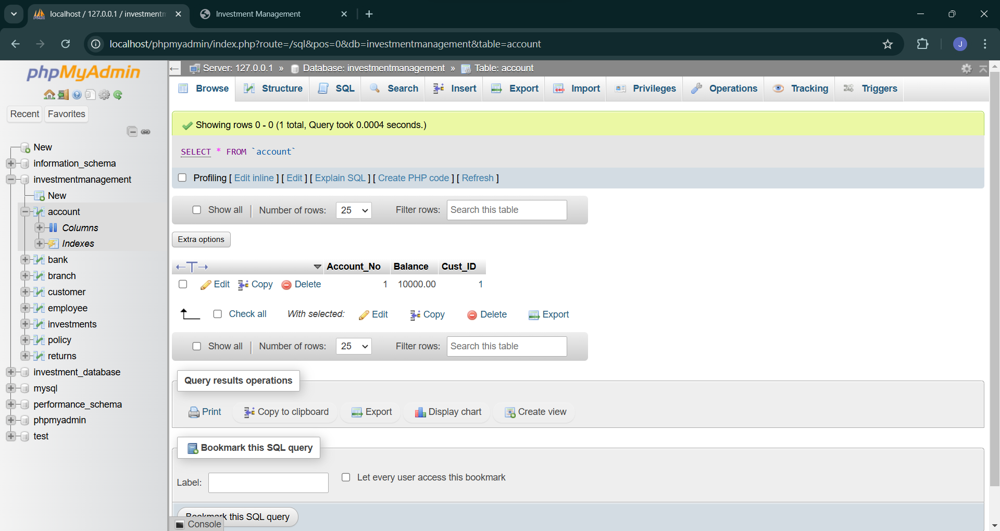 localhost / 127.0.0.1 / investment
Investment Management
localhost/phpmyadmin/index.php?route=/sql&pos=0&db=investmentmanagement&table=account
J
phpMyAdmin
Recent
Favorites
New
information_schema
investmentmanagement
New
account
Columns
Indexes
bank
branch
customer
employee
investments
policy
returns
investment_database
mysql
performance_schema
phpmyadmin
test
Server: 127.0.0.1 » Database: investmentmanagement » Table: account
Browse Structure SQL Search Insert Export Import Privileges Operations Tracking Triggers
Showing rows 0 - 0 (1 total, Query took 0.0004 seconds.)
SELECT * FROM `account`
Profiling [ Edit inline ] [ Edit ] [ Explain SQL ] [ Create PHP code ] [ Refresh ]
Show all | Number of rows: 25 Filter rows: Search this table
Extra options
←T→ Account_No Balance Cust_ID
Edit Copy Delete 1 10000.00 1
Check all With selected: Edit Copy Delete Export
Show all | Number of rows: 25 Filter rows: Search this table
Query results operations
Print Copy to clipboard Export Display chart Create view
Bookmark this SQL query
Label:
Let every user access this bookmark
Bookmark this SQL query
Console